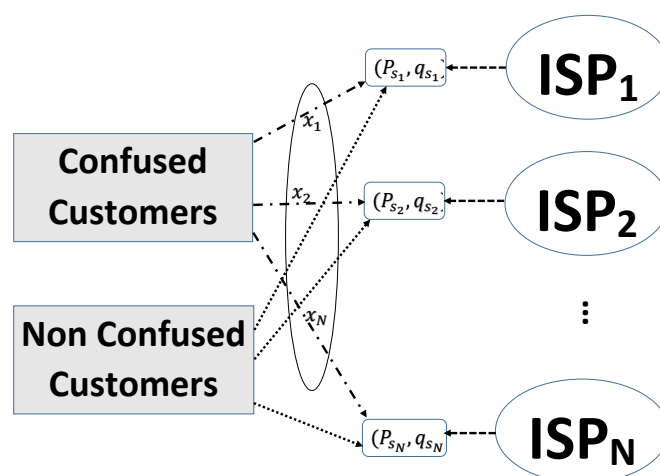 (P_{s_1}, q_{s_1})
ISP_1
x_1
Confused
Customers
x_2
(P_{s_2}, q_{s_2})
ISP_2
⋮
Non Confused
Customers
x_N
(P_{s_N}, q_{s_N}
ISP_N